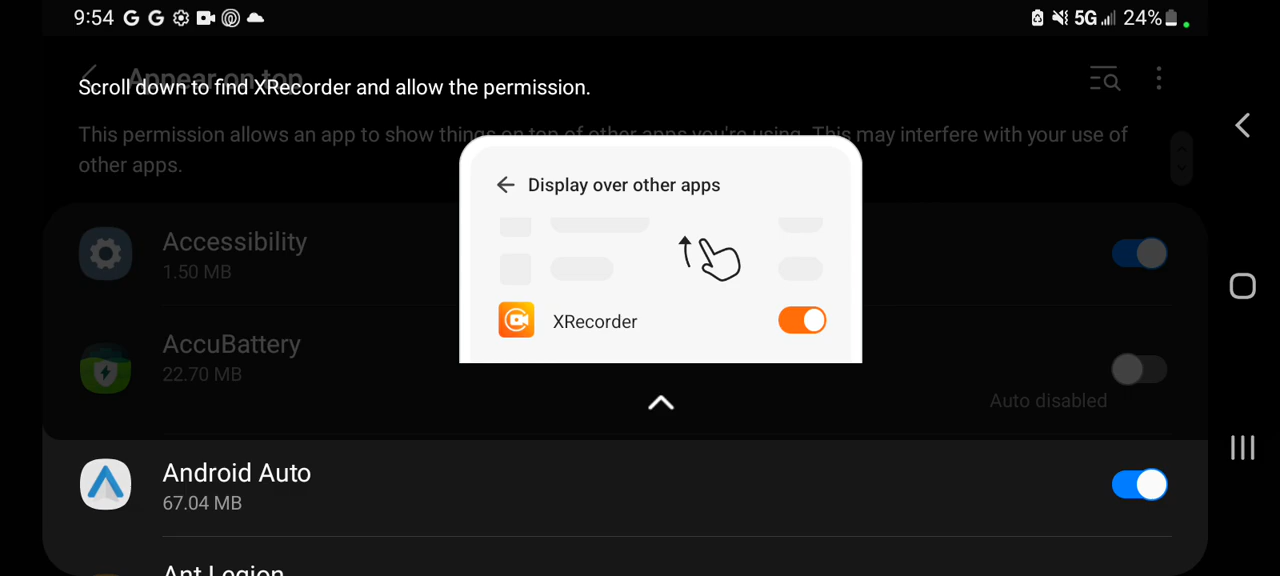 9:54
5G 24%
Appear on top
Scroll down to find XRecorder and allow the permission.
This permission allows an app to show things on top of other apps you're using. This may interfere with your use of
other apps.
Display over other apps
XRecorder
Accessibility
1.50 MB
AccuBattery
22.70 MB
Auto disabled
Android Auto
67.04 MB
Ant Legion